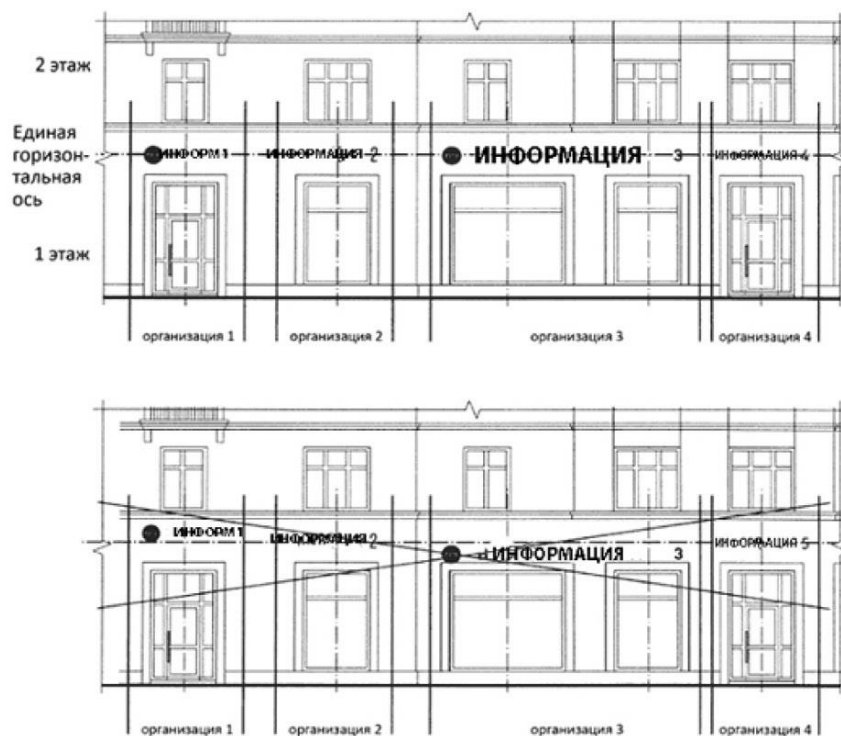 2 этаж
Единая
горизон-
тальная
ось
ИНФОРМ 1
ИНФОРМАЦИЯ 2
ИНФОРМАЦИЯ 3
ИНФОРМАЦИЯ 4
1 этаж
организация 1
организация 2
организация 3
организация 4
ИНФОРМ 1
ИНФОРМАЦИЯ 2
ИНФОРМАЦИЯ 3
ИНФОРМАЦИЯ 5
организация 1
организация 2
организация 3
организация 4